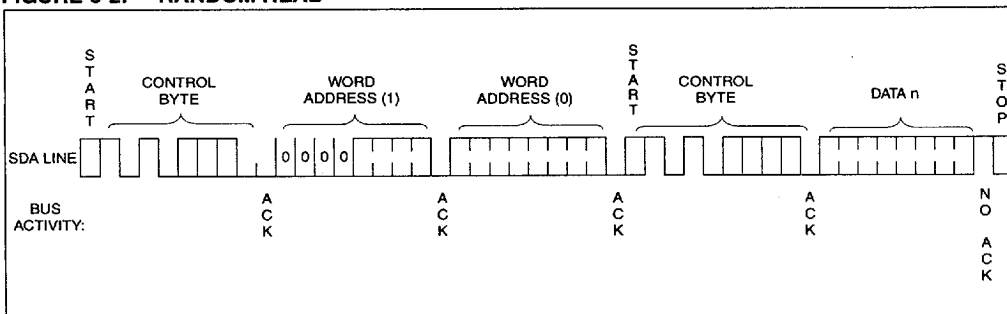 FIGURE 8-2: RANDOM READ
START
CONTROL
BYTE
WORD
ADDRESS (1)
WORD
ADDRESS (0)
START
CONTROL
BYTE
DATA n
STOP
SDA LINE
0 0 0 0
BUS
ACTIVITY:
ACK
ACK
ACK
ACK
NO ACK